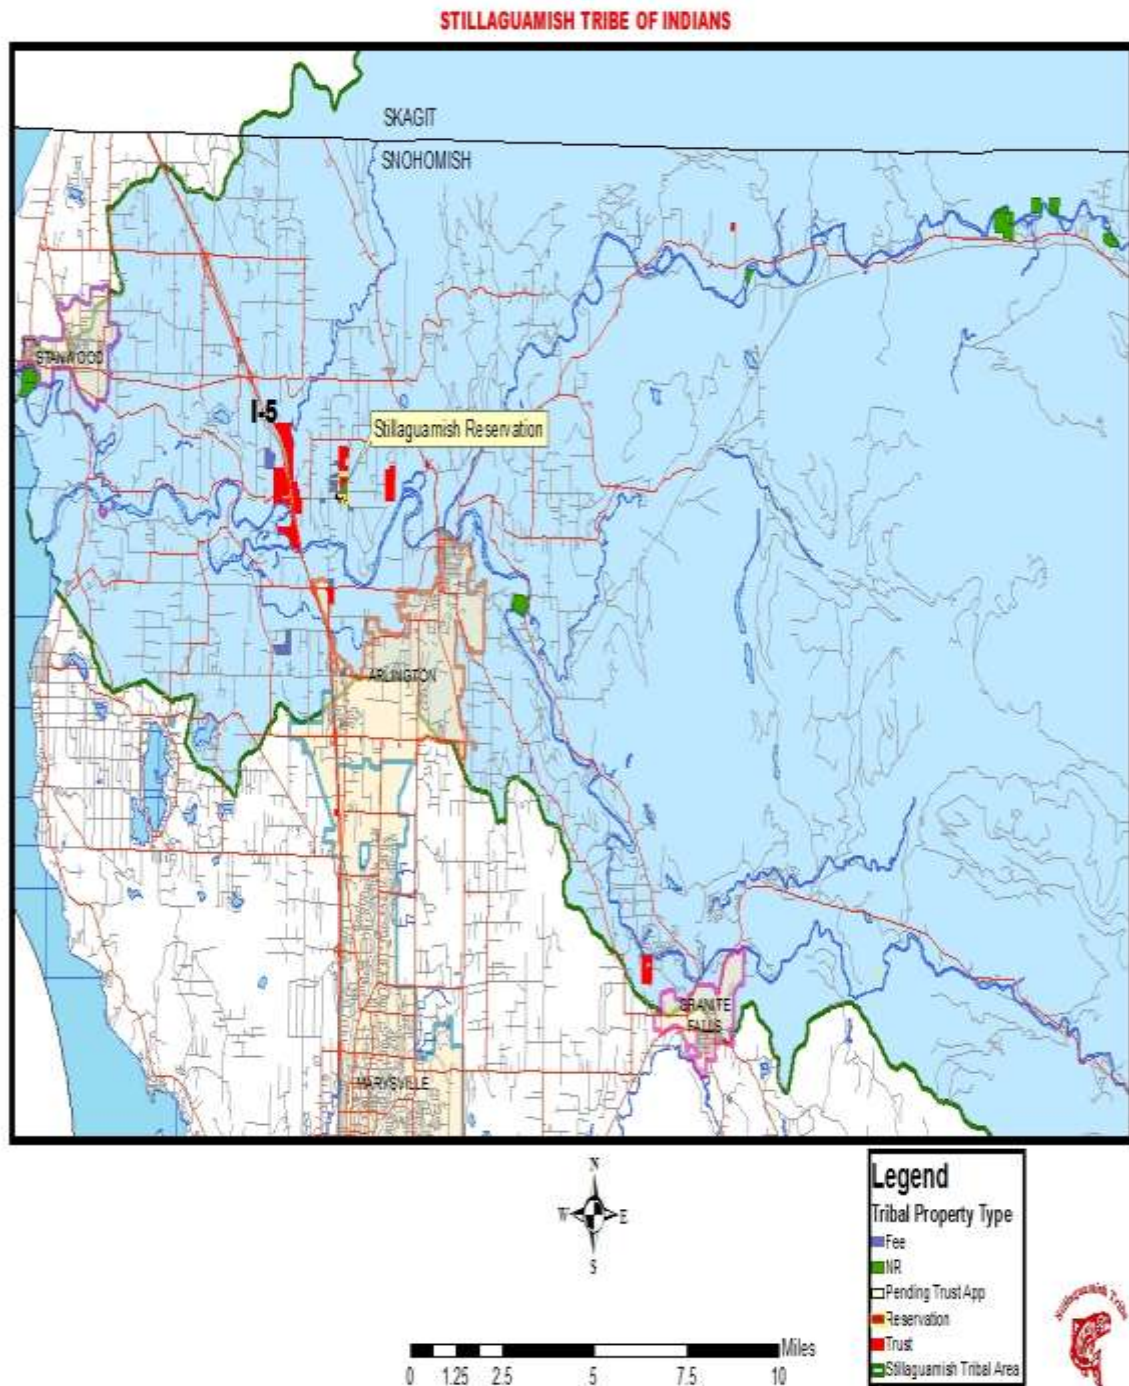 STILLAGUAMISH TRIBE OF INDIANS
SKAGIT
SNOHOMISH
STANWOOD
I-5
Stillaguamish Reservation
ARLINGTON
GRANITE
FALLS
MARYSVILLE
N
W E
S
Legend
Tribal Property Type
Fee
NR
Pending Trust App
Reservation
Trust
Stillaguamish Tribal Area
Miles
0 1.25 2.5 5 7.5 10
Stillaguamish Tribe